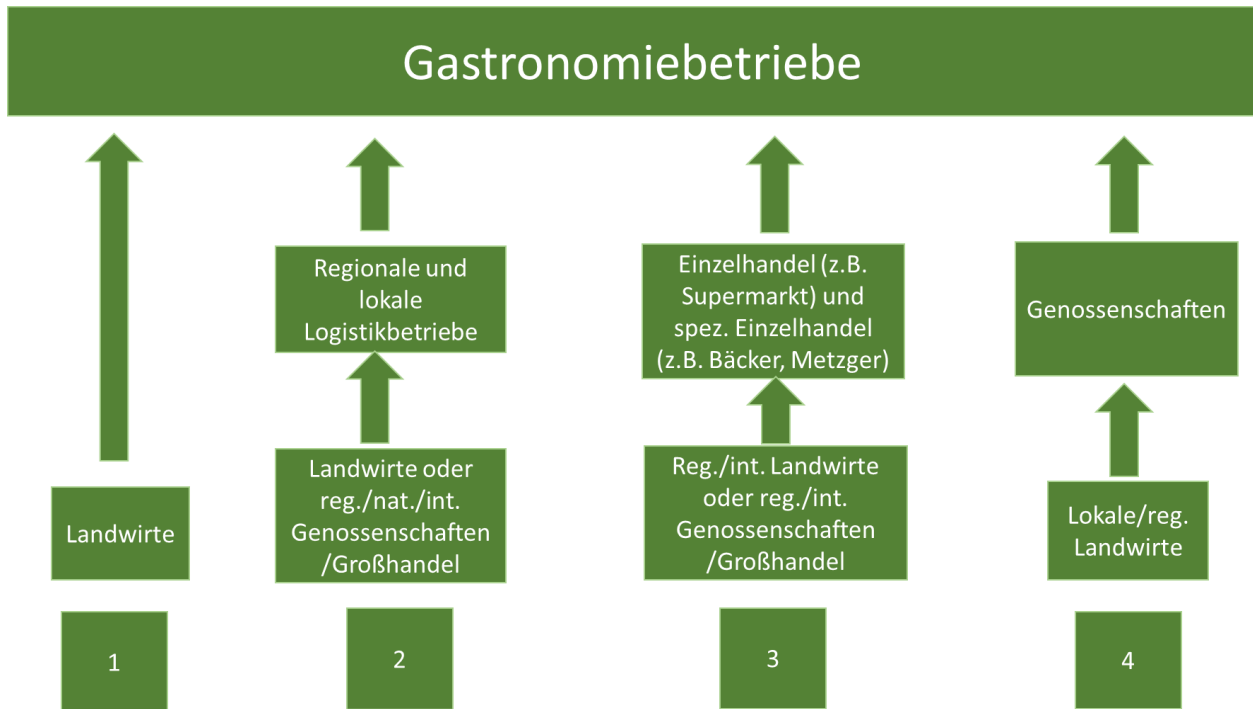 Gastronomiebetriebe
Regionale und
lokale
Logistikbetriebe
Einzelhandel (z.B.
Supermarkt) und
spez. Einzelhandel
(z.B. Bäcker, Metzger)
Genossenschaften
Landwirte
Landwirte oder
reg./nat./int.
Genossenschaften
/Großhandel
Reg./int. Landwirte
oder reg./int.
Genossenschaften
/Großhandel
Lokale/reg.
Landwirte
1
2
3
4